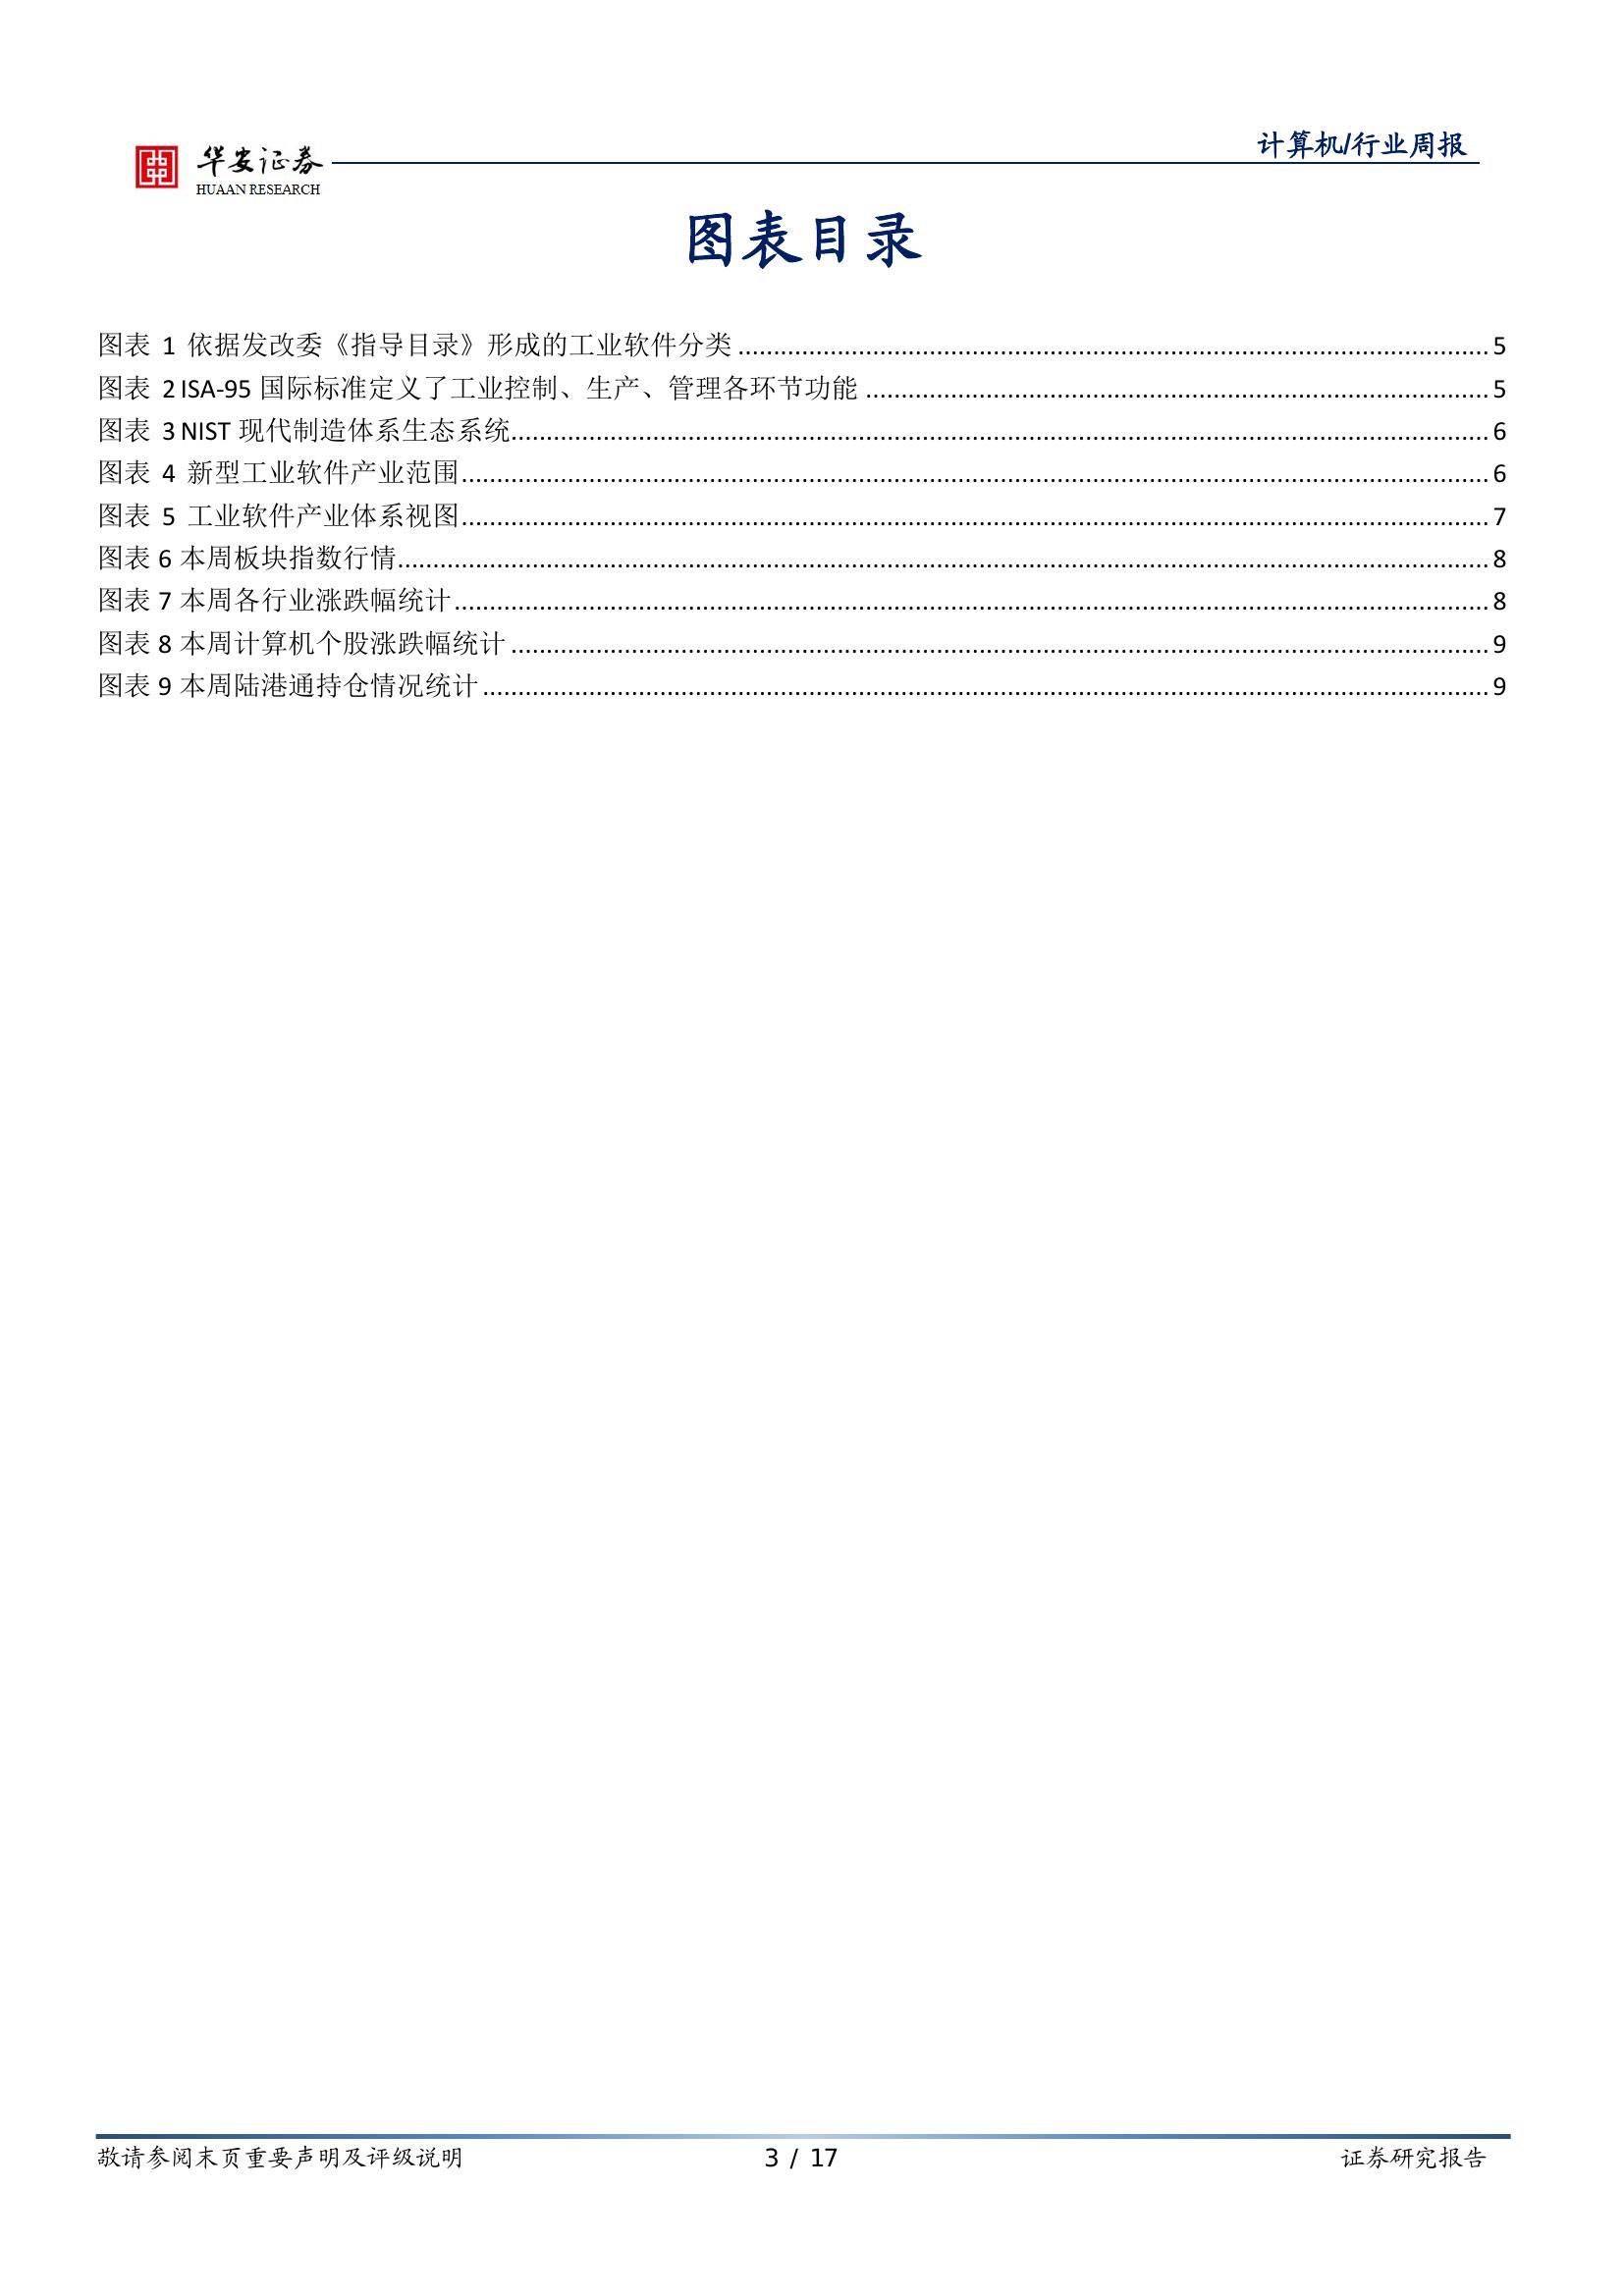 华安证券
HUAAN RESEARCH
计算机/行业周报
图表目录
图表 1 依据发改委《指导目录》形成的工业软件分类 5
图表 2 ISA-95 国际标准定义了工业控制、生产、管理各环节功能 5
图表 3 NIST 现代制造体系生态系统 6
图表 4 新型工业软件产业范围 6
图表 5 工业软件产业体系视图 7
图表 6 本周板块指数行情 8
图表 7 本周各行业涨跌幅统计 8
图表 8 本周计算机个股涨跌幅统计 9
图表 9 本周陆港通持仓情况统计 9
敬请参阅末页重要声明及评级说明 3 / 17 证券研究报告